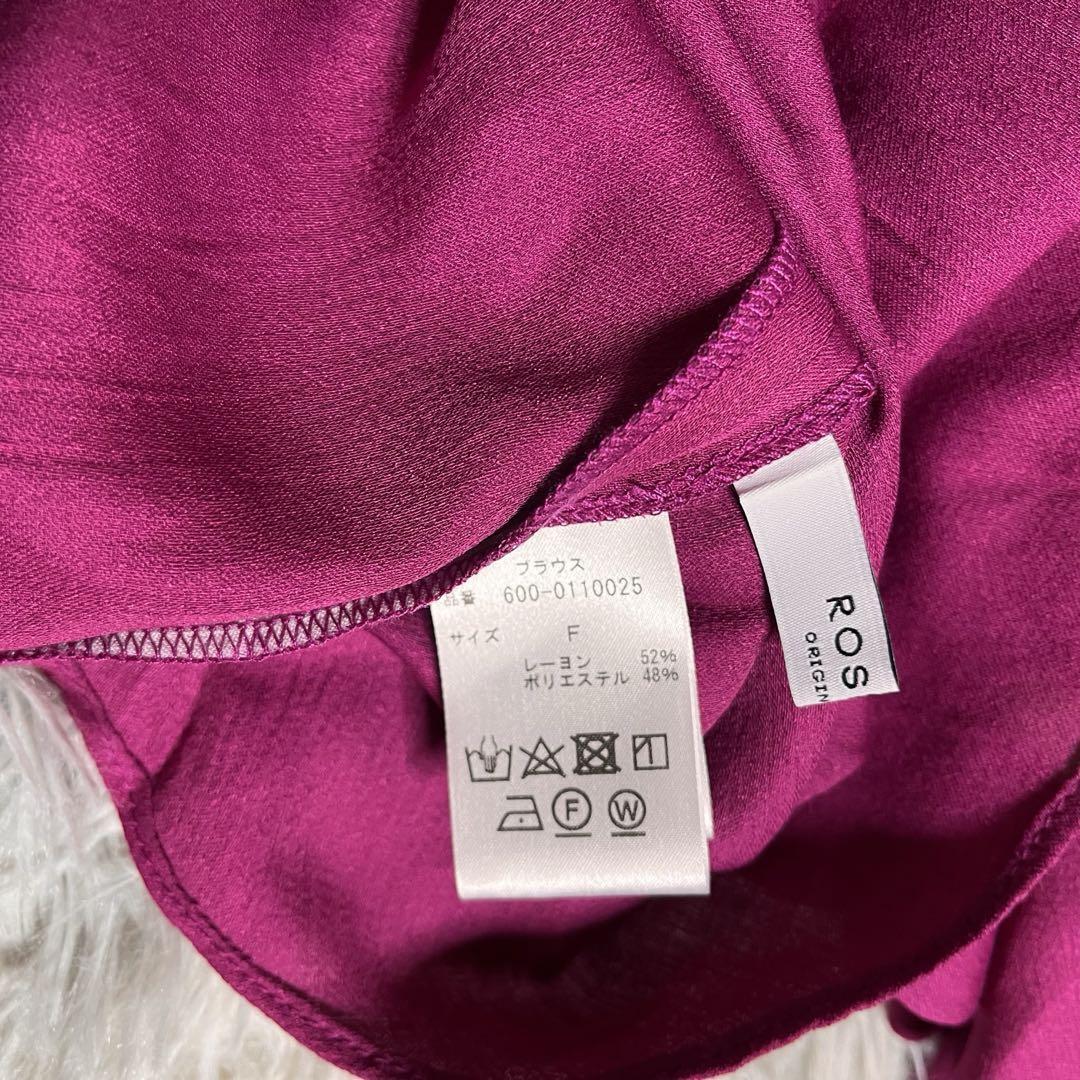 ブラウス
品番 600-0110025
サイズ F
レーヨン 52%
ポリエステル 48%
F W
ROS
ORIGIN